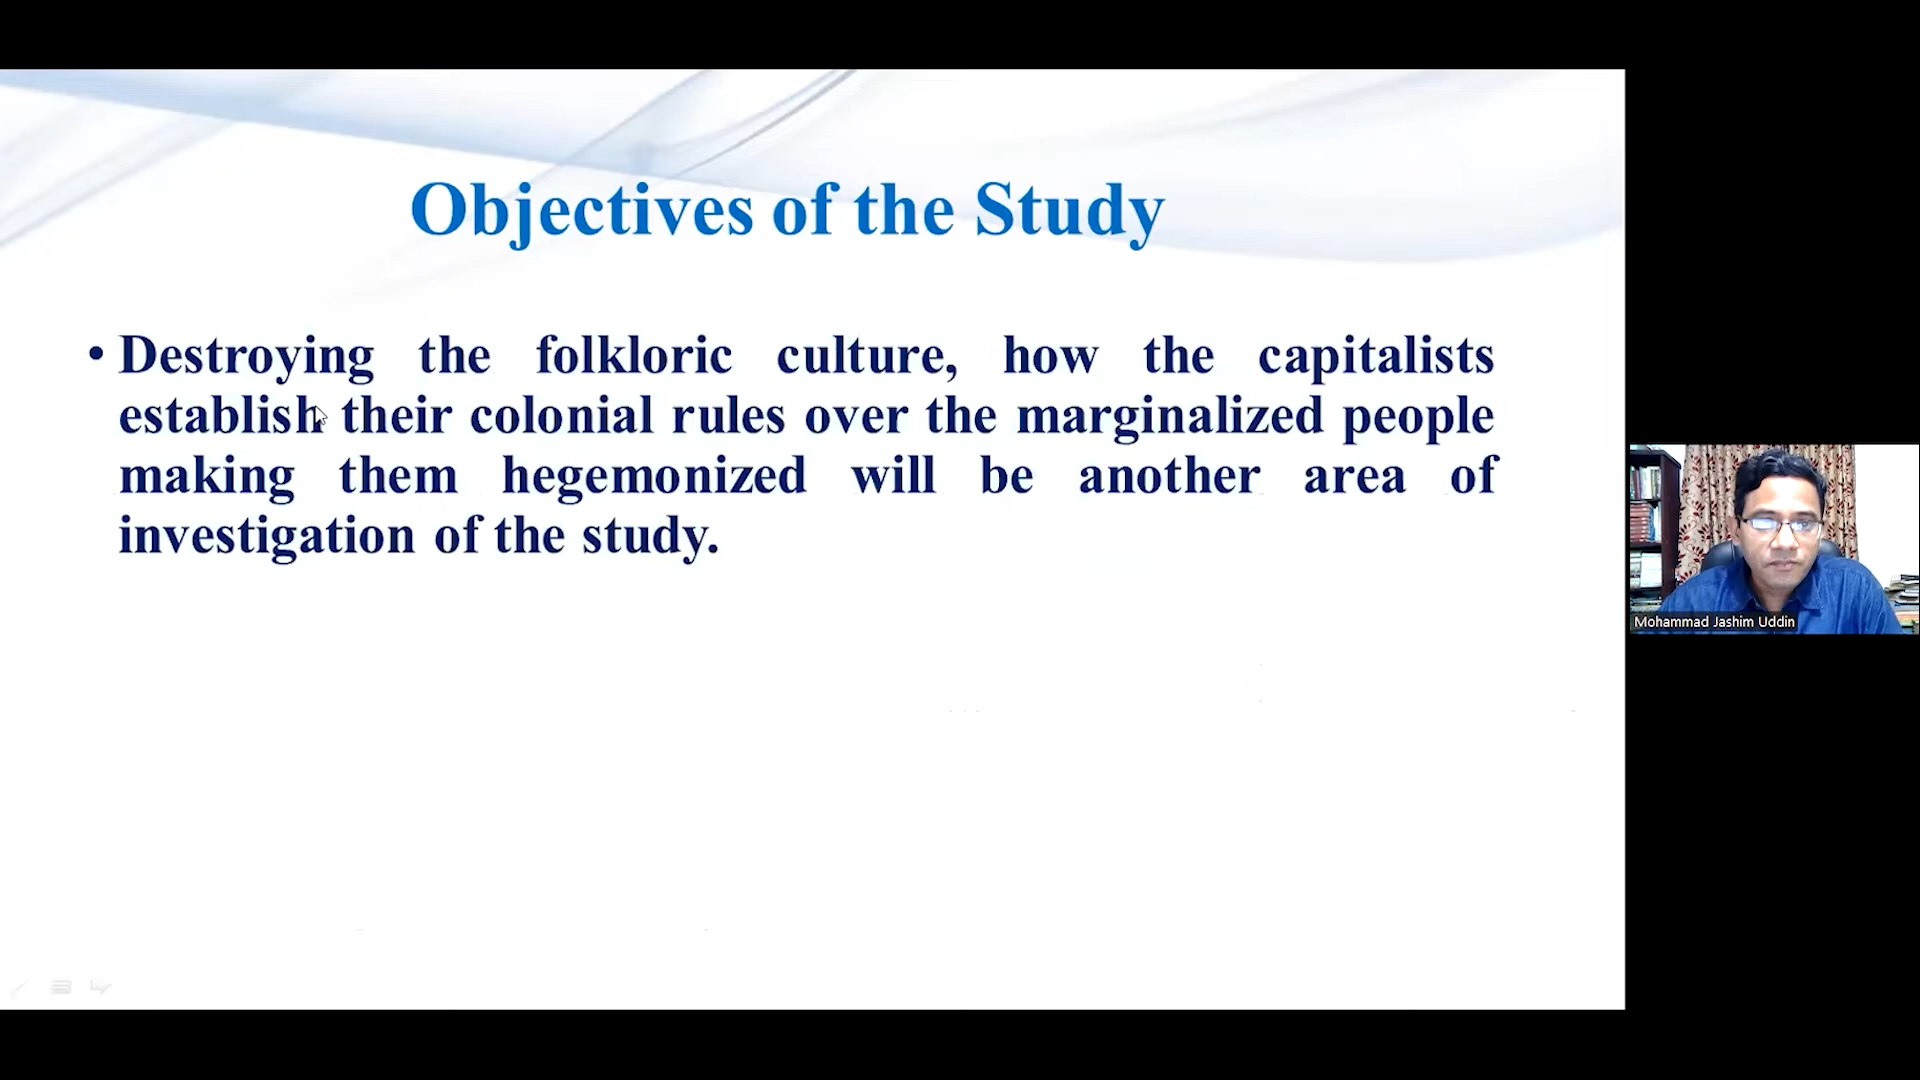 Objectives of the Study
• Destroying the folkloric culture, how the capitalists
establish their colonial rules over the marginalized people
making them hegemonized will be another area of
investigation of the study.
Mohammad Jashim Uddin